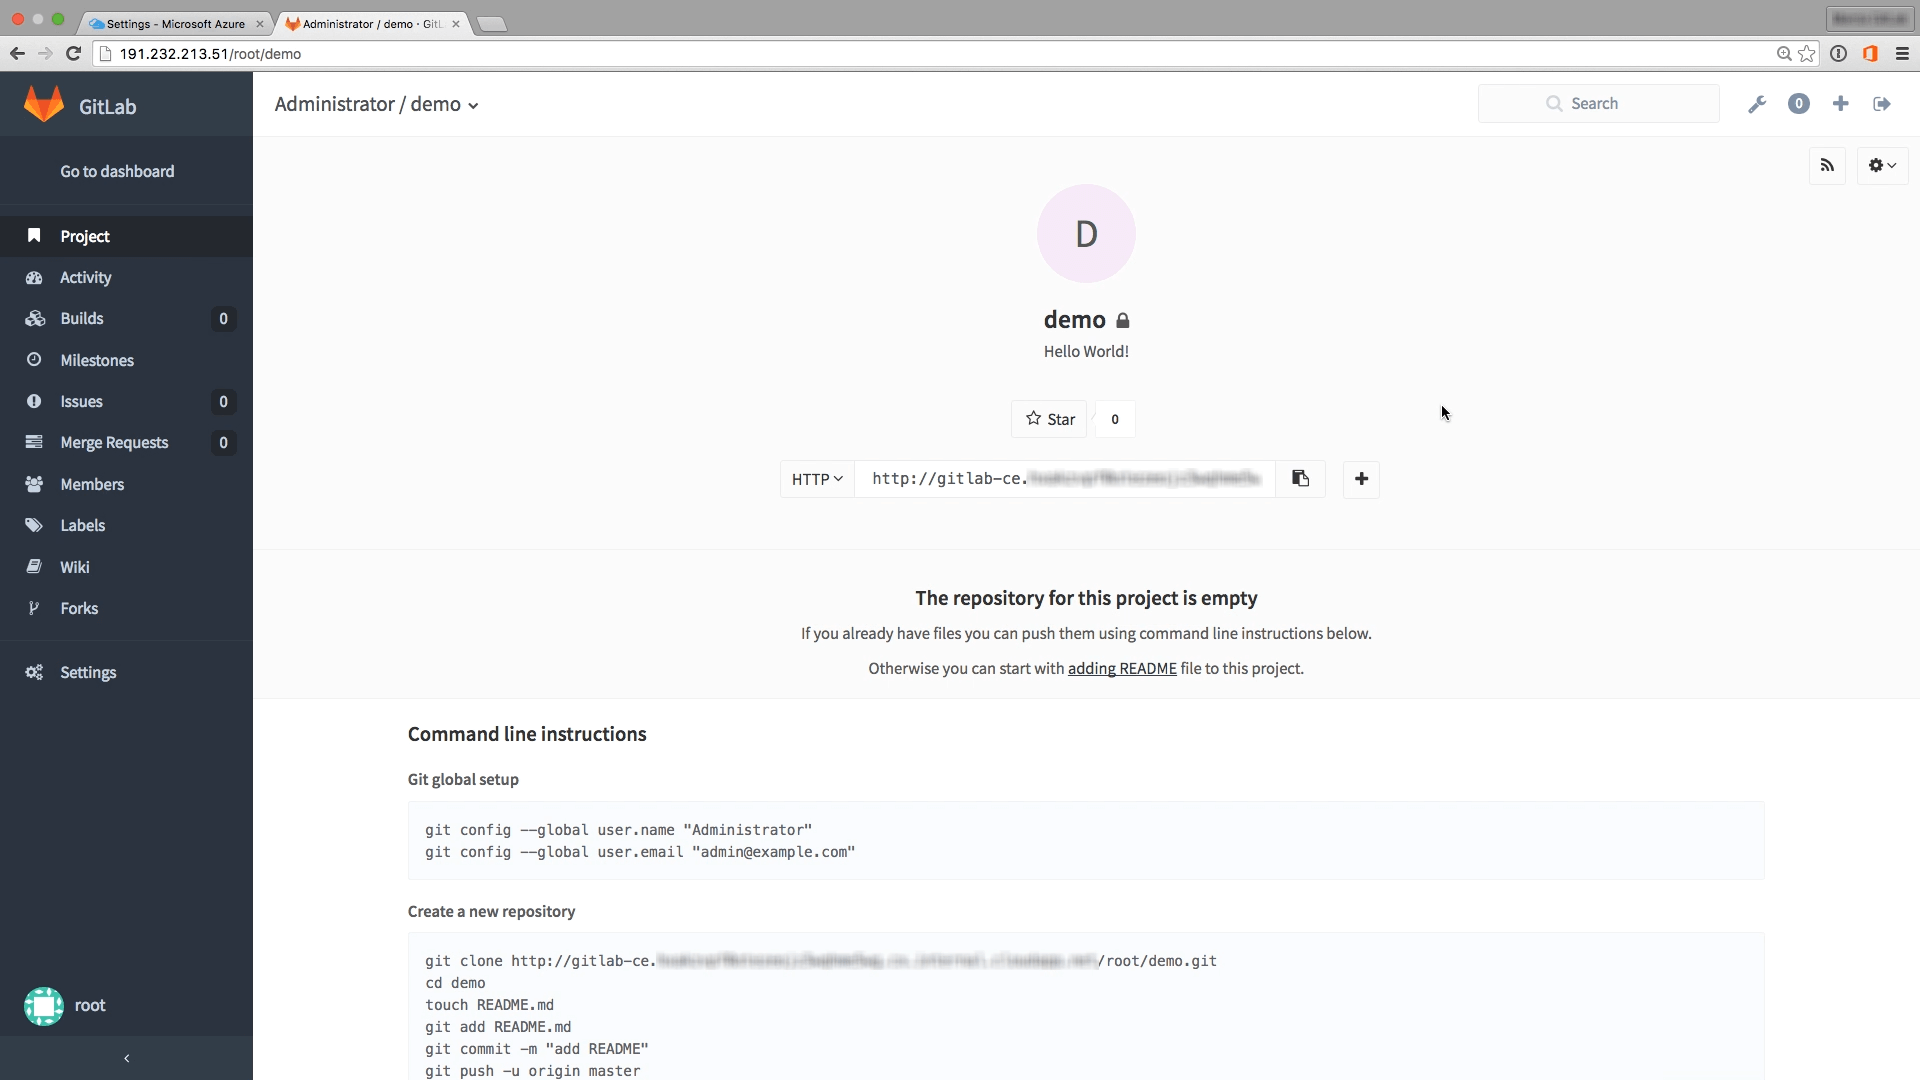 Settings - Microsoft Azure
Administrator / demo · GitL
191.232.213.51/root/demo
GitLab
Administrator / demo
Search
0
Go to dashboard
Project
Activity
Builds 0
Milestones
Issues 0
Merge Requests 0
Members
Labels
Wiki
Forks
Settings
root
D
demo
Hello World!
Star 0
HTTP http://gitlab-ce.
The repository for this project is empty
If you already have files you can push them using command line instructions below.
Otherwise you can start with adding README file to this project.
Command line instructions
Git global setup
git config --global user.name "Administrator"
git config --global user.email "admin@example.com"
Create a new repository
git clone http://gitlab-ce. /root/demo.git
cd demo
touch README.md
git add README.md
git commit -m "add README"
git push -u origin master